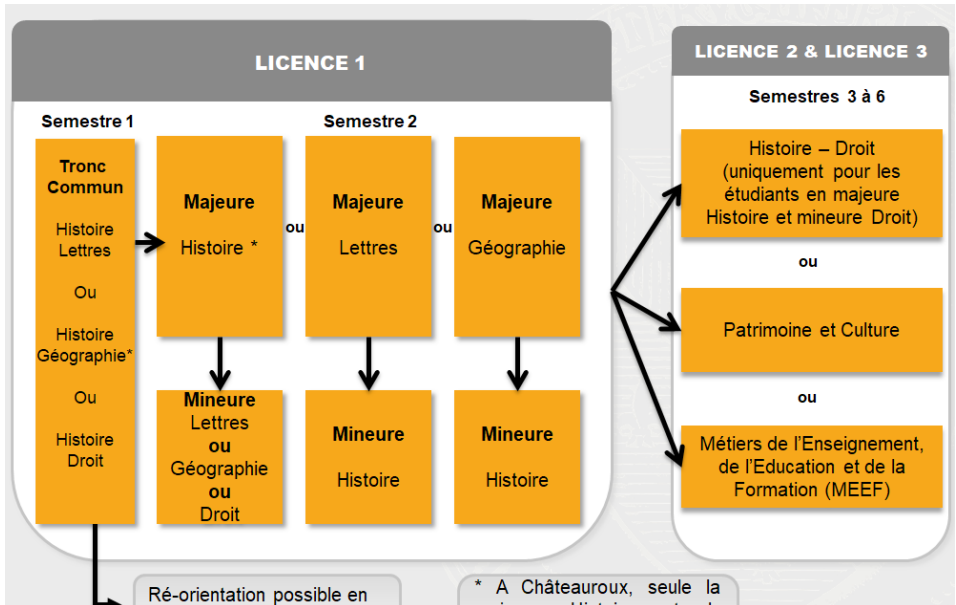 LICENCE 1
Semestre 1
Tronc
Commun
Histoire
Lettres
Ou
Histoire
Géographie*
Ou
Histoire
Droit
Semestre 2
Majeure
Histoire *
ou
Majeure
Lettres
ou
Majeure
Géographie
Mineure
Lettres
ou
Géographie
ou
Droit
Mineure
Histoire
Mineure
Histoire
LICENCE 2 & LICENCE 3
Semestres 3 à 6
Histoire – Droit
(uniquement pour les
étudiants en majeure
Histoire et mineure Droit)
ou
Patrimoine et Culture
ou
Métiers de l'Enseignement,
de l'Education et de la
Formation (MEEF)
Ré-orientation possible en
* A Châteauroux, seule la